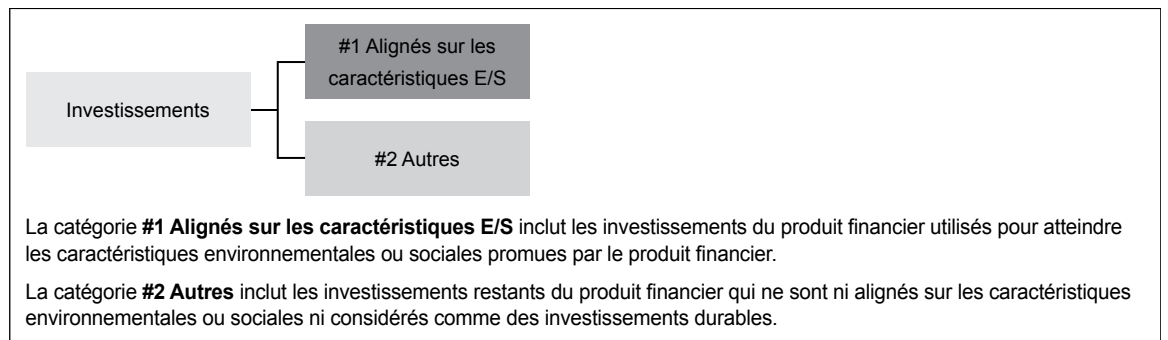 #1 Alignés sur les
caractéristiques E/S
Investissements
#2 Autres
La catégorie #1 Alignés sur les caractéristiques E/S inclut les investissements du produit financier utilisés pour atteindre
les caractéristiques environnementales ou sociales promues par le produit financier.
La catégorie #2 Autres inclut les investissements restants du produit financier qui ne sont ni alignés sur les caractéristiques
environnementales ou sociales ni considérés comme des investissements durables.